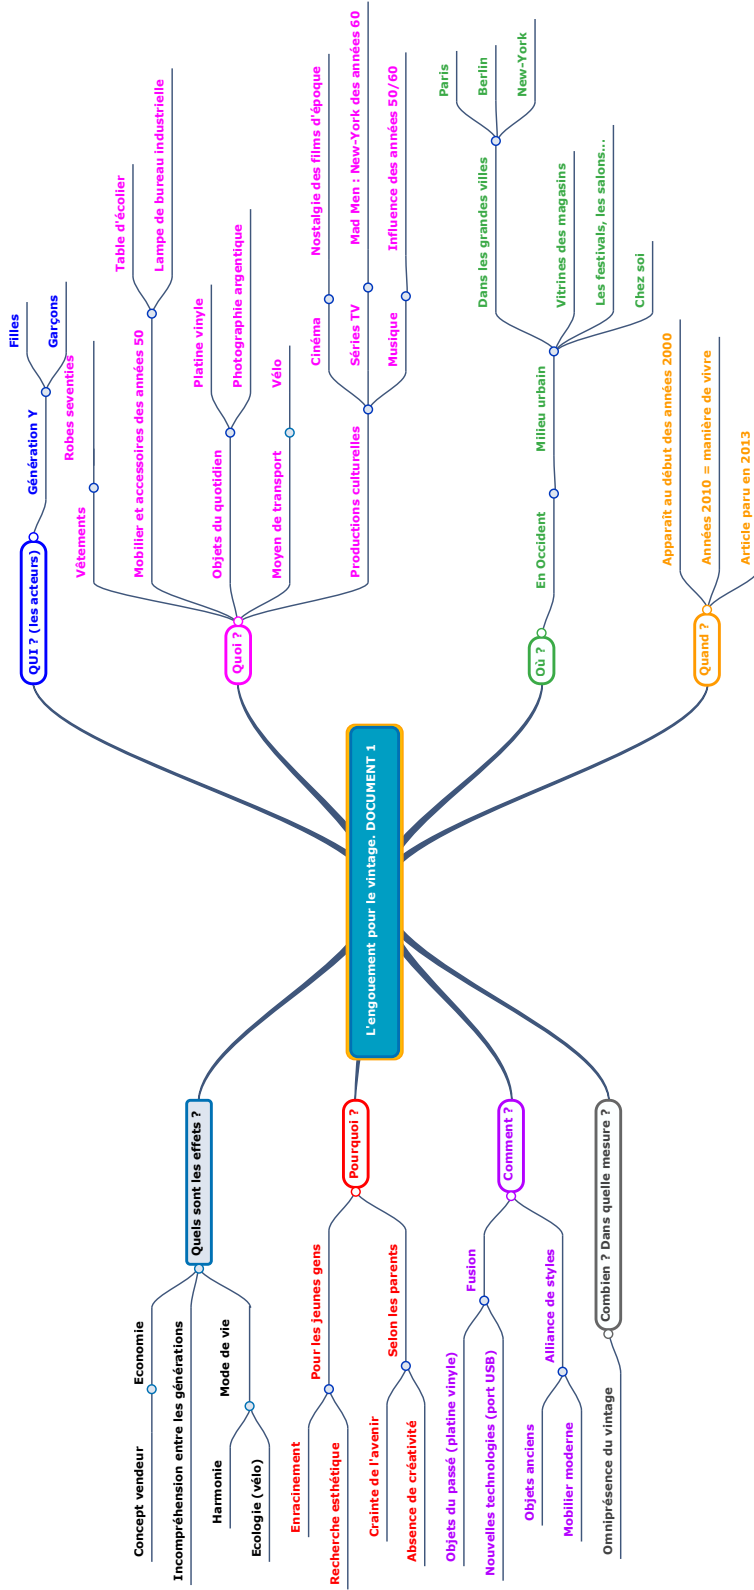 L'engouement pour le vintage. DOCUMENT 1
QUI ? (les acteurs)
Génération Y
Filles
Garçons
Quoi ?
Vêtements
Robes seventies
Mobilier et accessoires des années 50
Table d'écolier
Lampe de bureau industrielle
Objets du quotidien
Platine vinyle
Photographie argentique
Moyen de transport
Vélo
Productions culturelles
Cinéma
Nostalgie des films d'époque
Séries TV
Mad Men : New-York des années 60
Musique
Influence des années 50/60
Où ?
En Occident
Milieu urbain
Dans les grandes villes
Paris
Berlin
New-York
Vitrines des magasins
Les festivals, les salons...
Chez soi
Quand ?
Apparaît au début des années 2000
Années 2010 = manière de vivre
Article paru en 2013
Quels sont les effets ?
Economie
Concept vendeur
Incompréhension entre les générations
Mode de vie
Harmonie
Ecologie (vélo)
Pourquoi ?
Pour les jeunes gens
Enracinement
Recherche esthétique
Selon les parents
Crainte de l'avenir
Absence de créativité
Comment ?
Fusion
Objets du passé (platine vinyle)
Nouvelles technologies (port USB)
Alliance de styles
Objets anciens
Mobilier moderne
Combien ? Dans quelle mesure ?
Omniprésence du vintage